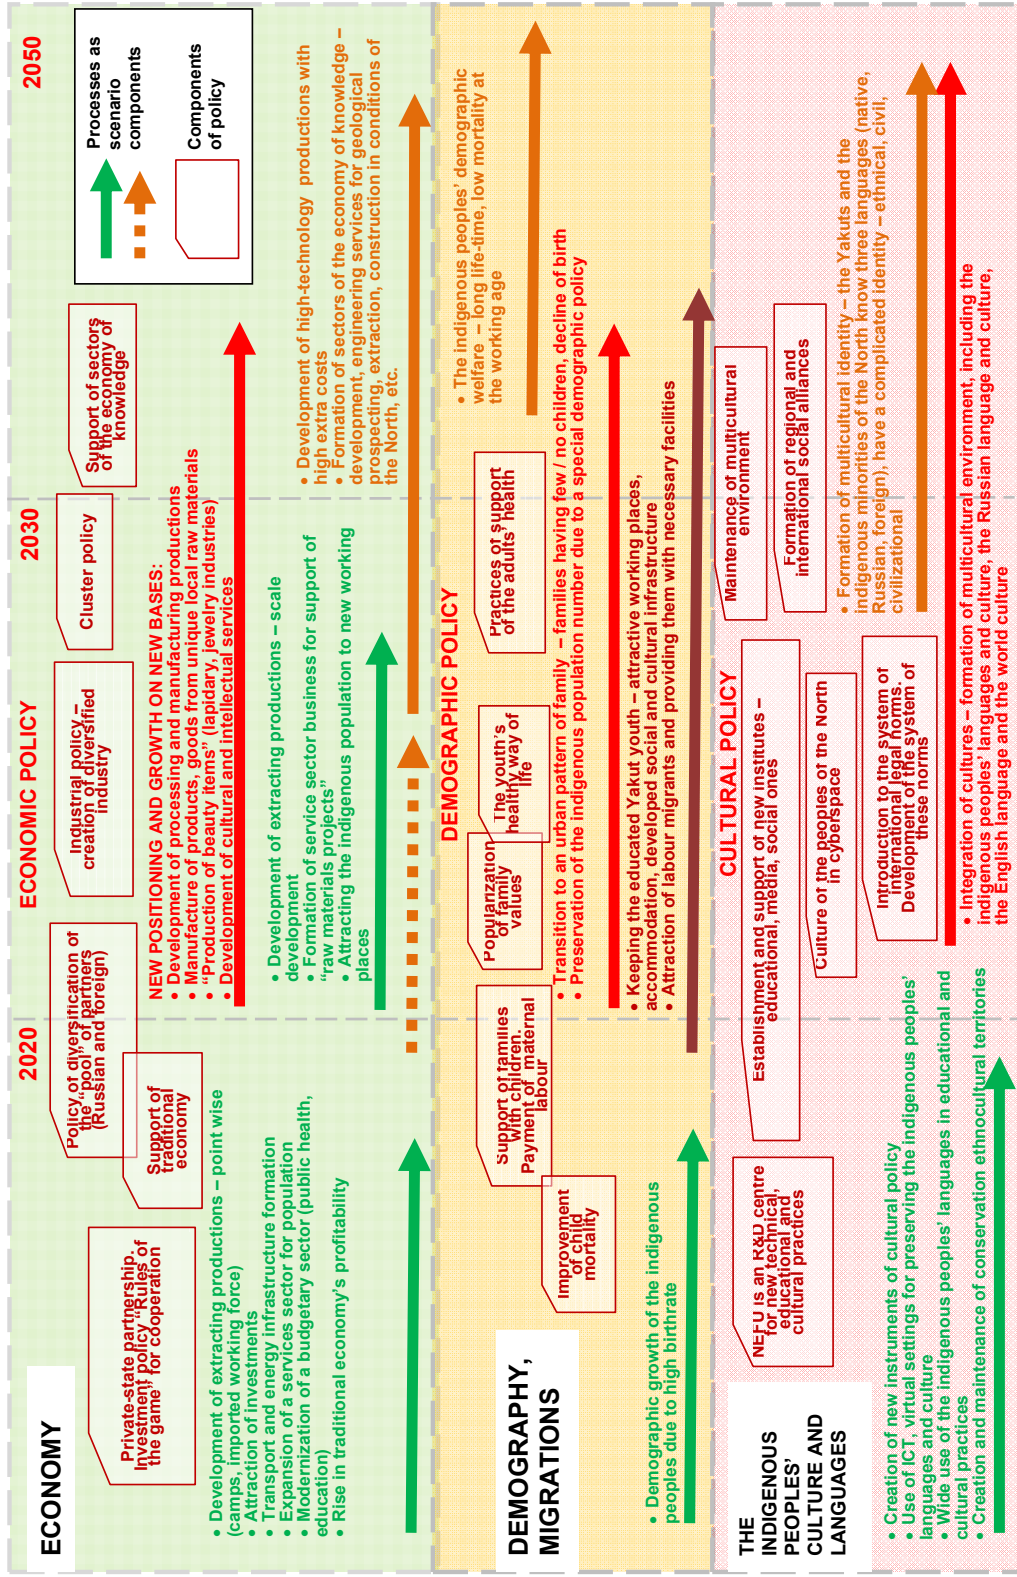 ECONOMY
ECONOMIC POLICY
2020
2030
2050
Processes as
scenario
components
Components
of policy
Private-state partnership.
Investment policy “Rules of
the game” for cooperation
Policy of diversification of
the “pool” of partners
(Russian and foreign)
Support of
traditional
economy
Industrial policy –
creation of diversified
industry
Cluster policy
Support of sectors
of the economy of
knowledge
• Development of extracting productions – point wise
(camps, imported working force)
• Attraction of investments
• Transport and energy infrastructure formation
• Expansion of a services sector for population
• Modernization of a budgetary sector (public health,
education)
• Rise in traditional economy’s profitability
NEW POSITIONING AND GROWTH ON NEW BASES:
• Development of processing and manufacturing productions
• Manufacture of products, goods from unique local raw materials
• “Production of beauty items” (lapidary, jewelry industries)
• Development of cultural and intellectual services
• Development of extracting productions – scale
development
• Formation of service sector business for support of
“raw materials projects”
• Attracting the indigenous population to new working
places
• Development of high-technology productions with
high extra costs
• Formation of sectors of the economy of knowledge –
development, engineering services for geological
prospecting, extraction, construction in conditions of
the North, etc.
DEMOGRAPHY,
MIGRATIONS
DEMOGRAPHIC POLICY
Improvement
of child
mortality
Support of families
with children.
Payment of maternal
labour
Popularization
of family
values
The youth’s
healthy way of
life
Practices of support
of the adults’ health
• Demographic growth of the indigenous
peoples due to high birthrate
• Transition to an urban pattern of family – families having few / no children, decline of birth
• Preservation of the indigenous population number due to a special demographic policy
• Keeping the educated Yakut youth – attractive working places,
accommodation, developed social and cultural infrastructure
• Attraction of labour migrants and providing them with necessary facilities
• The indigenous peoples’ demographic
welfare – long life-time, low mortality at
the working age
THE
INDIGENOUS
PEOPLES’
CULTURE AND
LANGUAGES
CULTURAL POLICY
NEFU is an R&D centre
for new technical,
educational and
cultural practices
Establishment and support of new institutes –
educational, media, social ones
Culture of the peoples of the North
in cyberspace
Introduction to the system of
international legal norms.
Development of the system of
these norms
Maintenance of multicultural
environment
Formation of regional and
international social alliances
• Creation of new instruments of cultural policy
• Use of ICT, virtual settings for preserving the indigenous peoples’
languages and culture
• Wide use of the indigenous peoples’ languages in educational and
cultural practices
• Creation and maintenance of conservation ethnocultural territories
• Formation of multicultural identity – the Yakuts and the
indigenous minorities of the North know three languages (native,
Russian, foreign), have a complicated identity – ethnical, civil,
civilizational
• Integration of cultures – formation of multicultural environment, including the
indigenous peoples’ languages and culture, the Russian language and culture,
the English language and the world culture